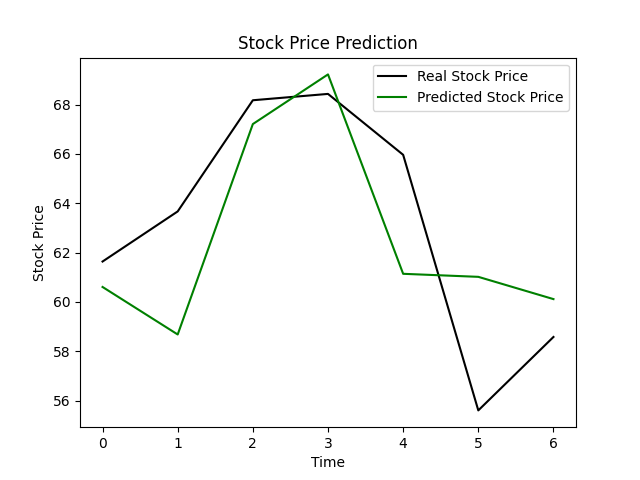 Stock Price Prediction
Real Stock Price
Predicted Stock Price
Stock Price
68
66
64
62
60
58
56
0 1 2 3 4 5 6
Time